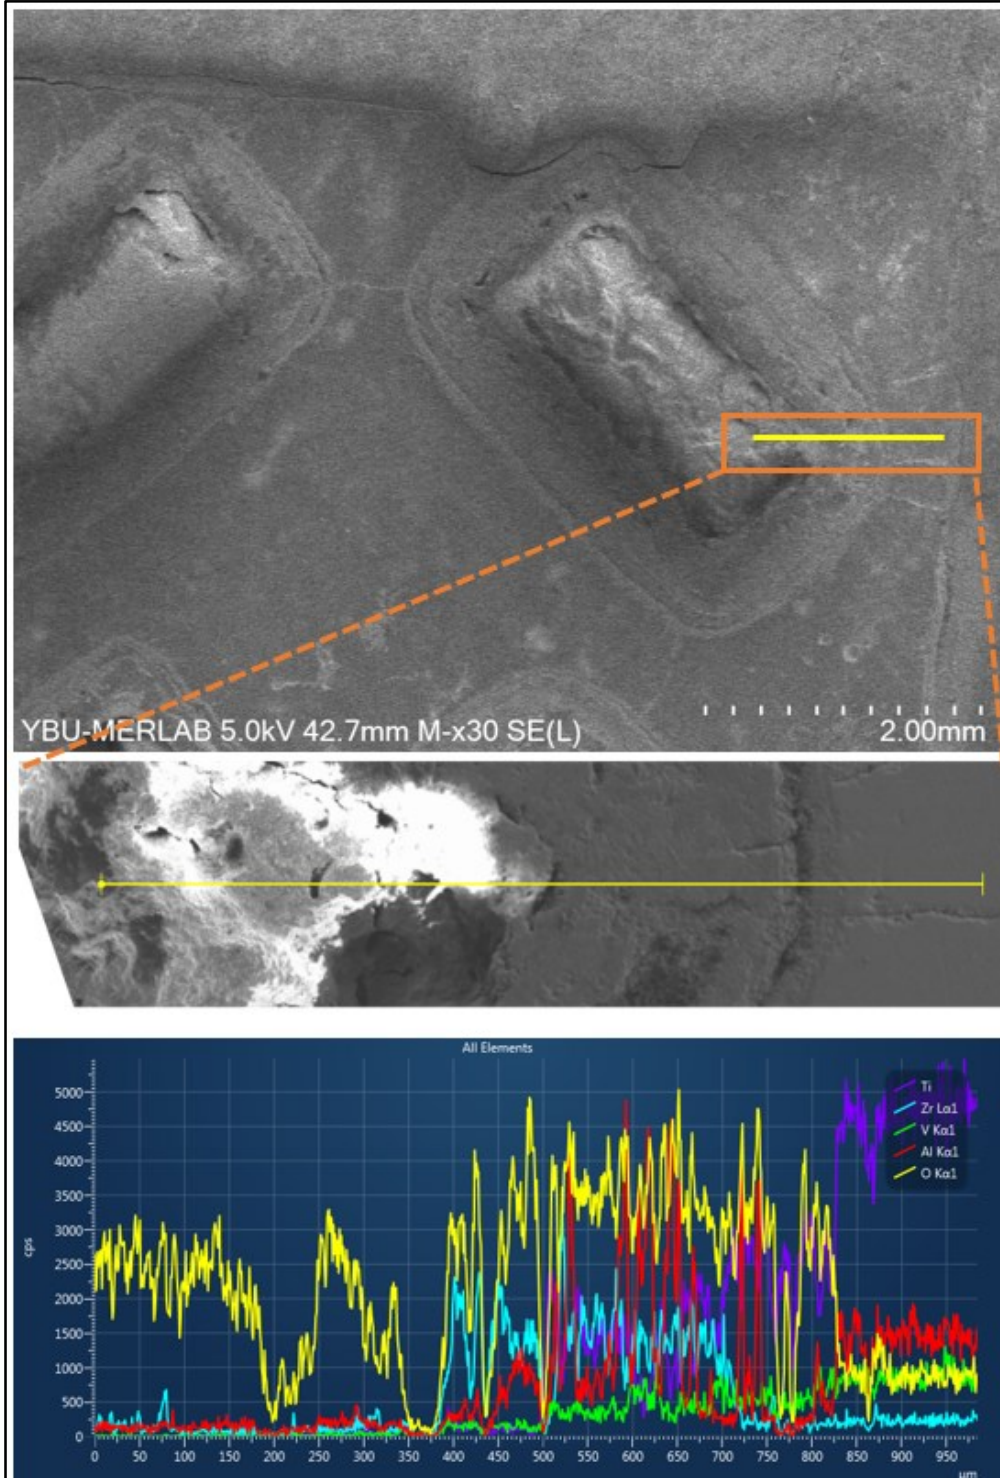 YBU-MERLAB 5.0kV 42.7mm M-x30 SE(L)
2.00mm
All Elements
Ti
Zr Lα1
V Kα1
Al Kα1
O Kα1
cps
5000
4500
4000
3500
3000
2500
2000
1500
1000
500
0
0 50 100 150 200 250 300 350 400 450 500 550 600 650 700 750 800 850 900 950
µm